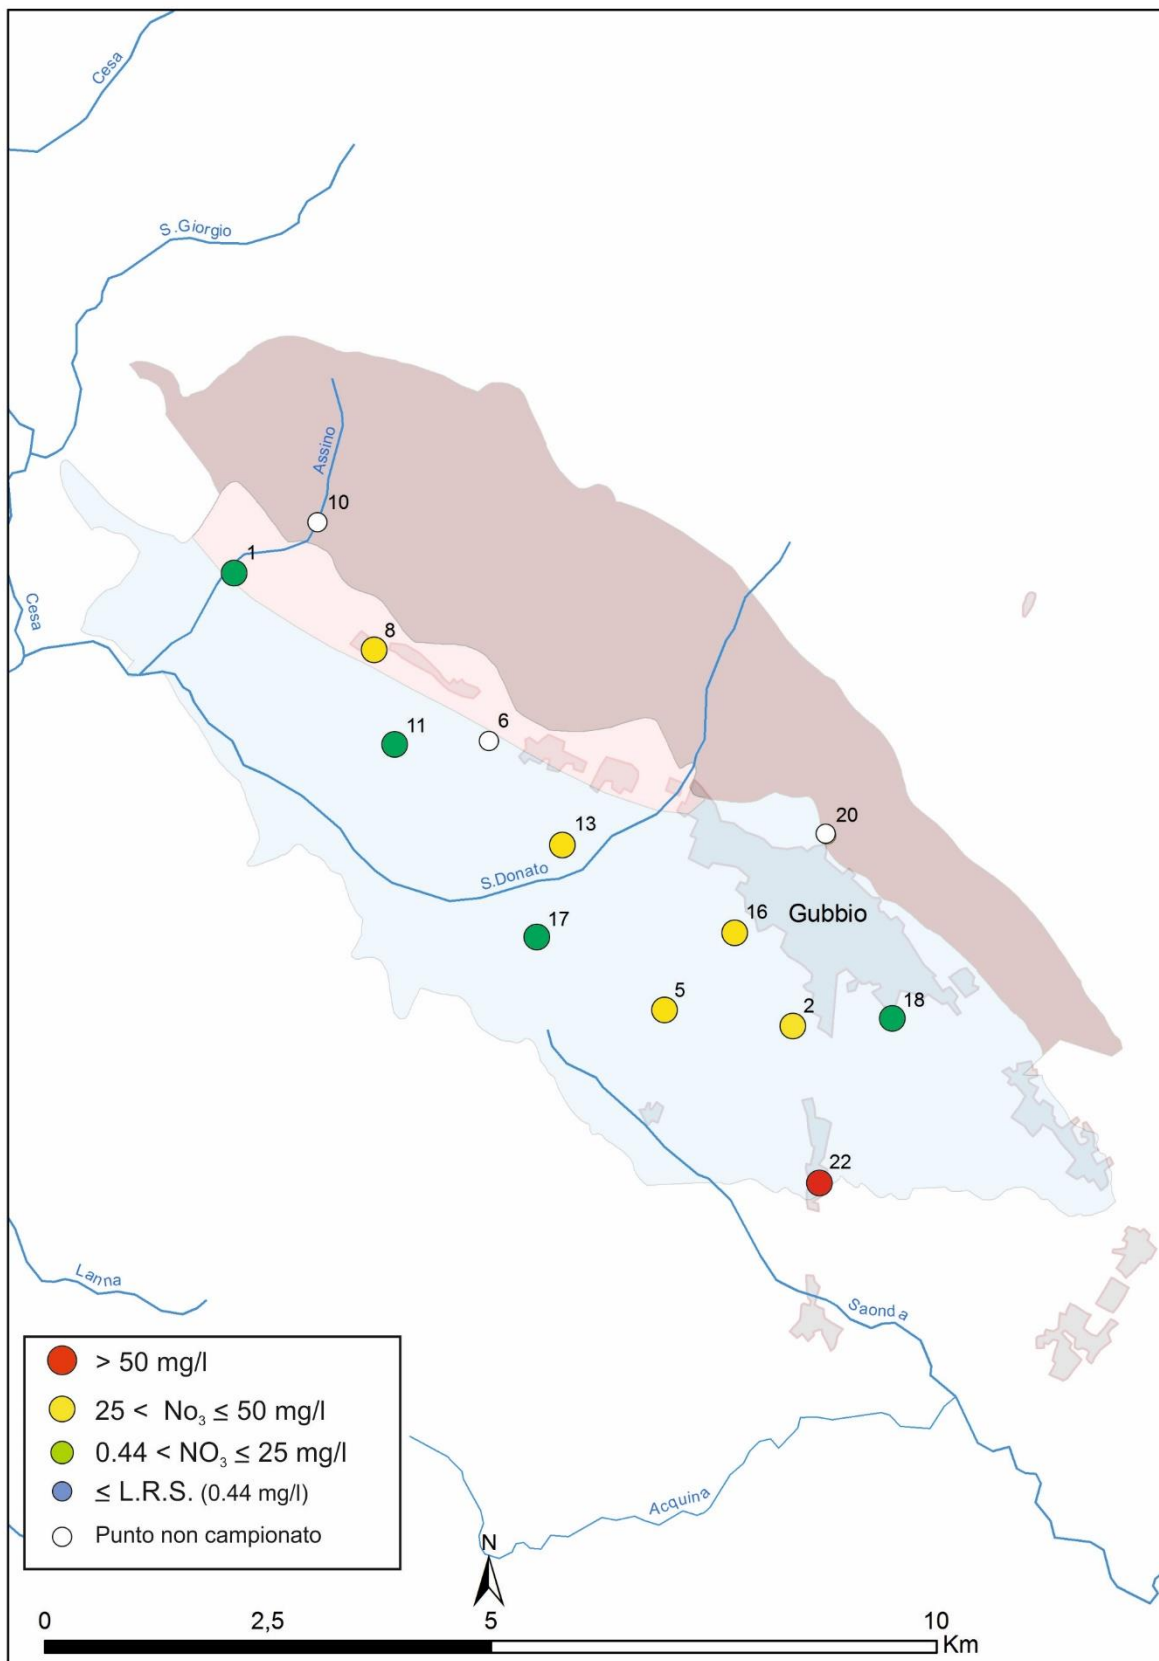 Cesa
S.Giorgio
Assino
10
1
Cesa
8
11
6
13
20
S.Donato
16
Gubbio
17
5
2
18
22
Lanna
Saonda
> 50 mg/l
25 < No₃ ≤ 50 mg/l
0.44 < NO₃ ≤ 25 mg/l
≤ L.R.S. (0.44 mg/l)
Punto non campionato
Acquina
N
0 2,5 5 10
Km